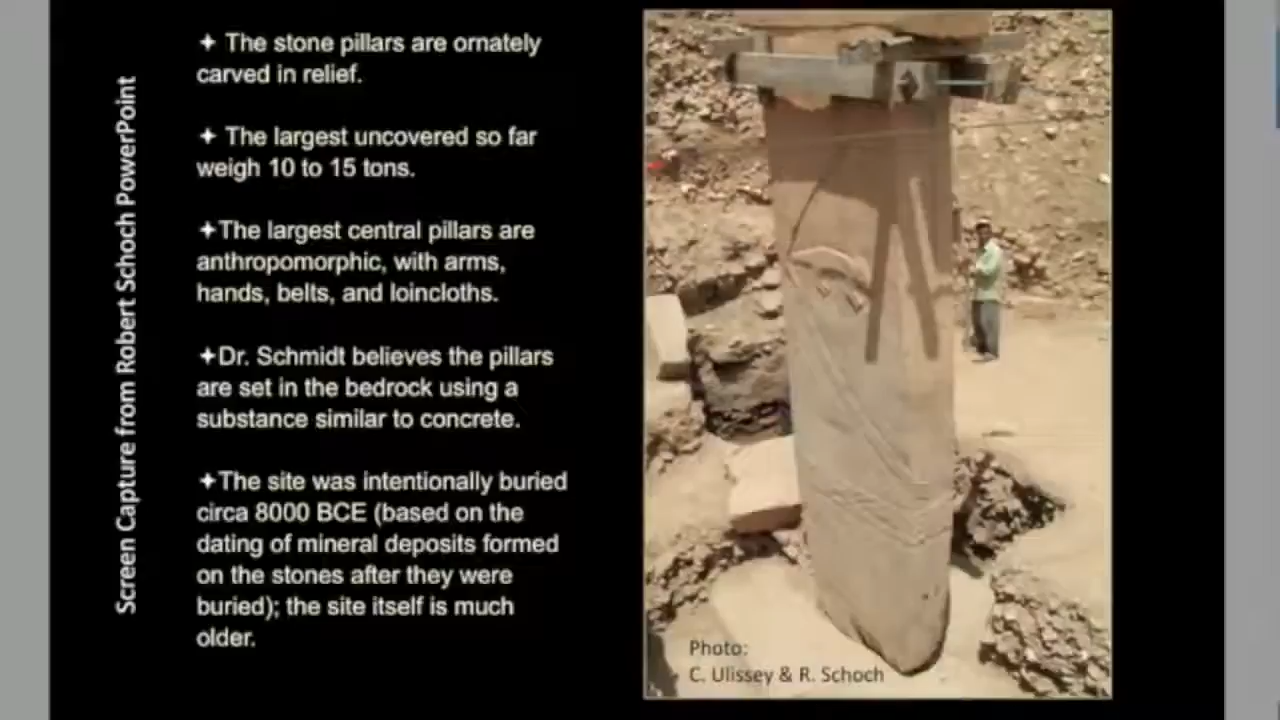 Screen Capture from Robert Schoch PowerPoint
✦ The stone pillars are ornately
carved in relief.
✦ The largest uncovered so far
weigh 10 to 15 tons.
✦The largest central pillars are
anthropomorphic, with arms,
hands, belts, and loincloths.
✦Dr. Schmidt believes the pillars
are set in the bedrock using a
substance similar to concrete.
✦The site was intentionally buried
circa 8000 BCE (based on the
dating of mineral deposits formed
on the stones after they were
buried); the site itself is much
older.
Photo:
C. Ulissey & R. Schoch